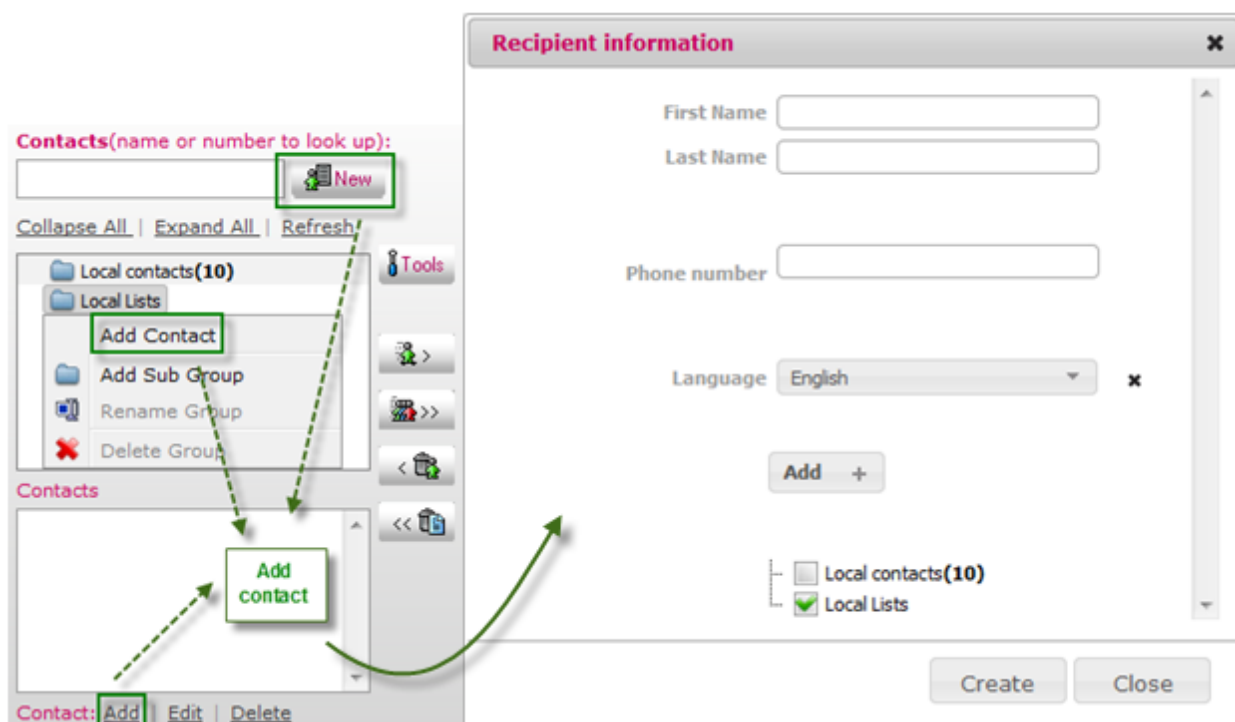 Contacts(name or number to look up):
New
Collapse All | Expand All | Refresh
Local contacts(10)
Local Lists
Add Contact
Add Sub Group
Rename Group
Delete Group
Contacts
Add
contact
Contact: Add | Edit | Delete
Tools
>
>>
<
<<
Recipient information
First Name
Last Name
Phone number
Language English
Add +
Local contacts(10)
Local Lists
Create Close